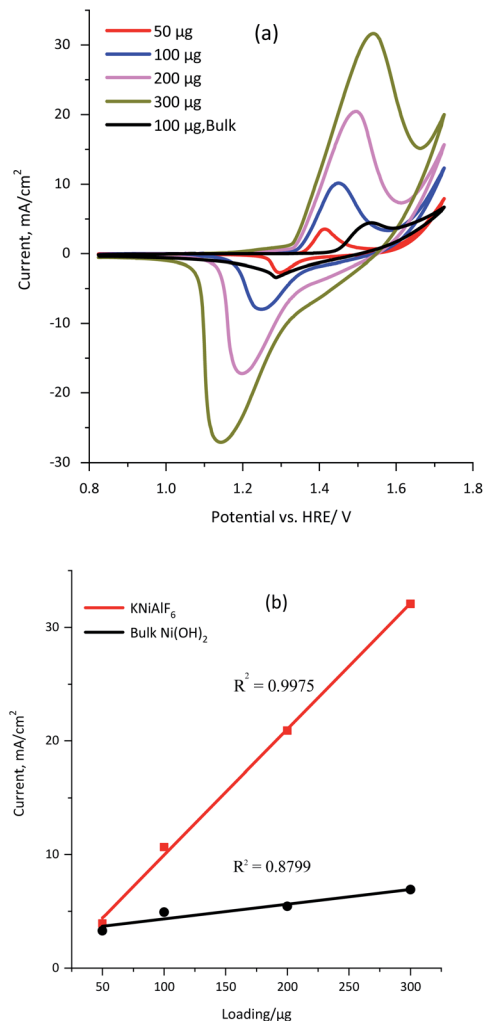 (a)
50 µg
100 µg
200 µg
300 µg
100 µg,Bulk
30
20
10
0
-10
-20
-30
Current, mA/cm²
0.8 1.0 1.2 1.4 1.6 1.8
Potential vs. HRE/ V
(b)
KNiAlF₆
Bulk Ni(OH)₂
R² = 0.9975
R² = 0.8799
30
20
10
0
Current, mA/cm²
50 100 150 200 250 300
Loading/µg